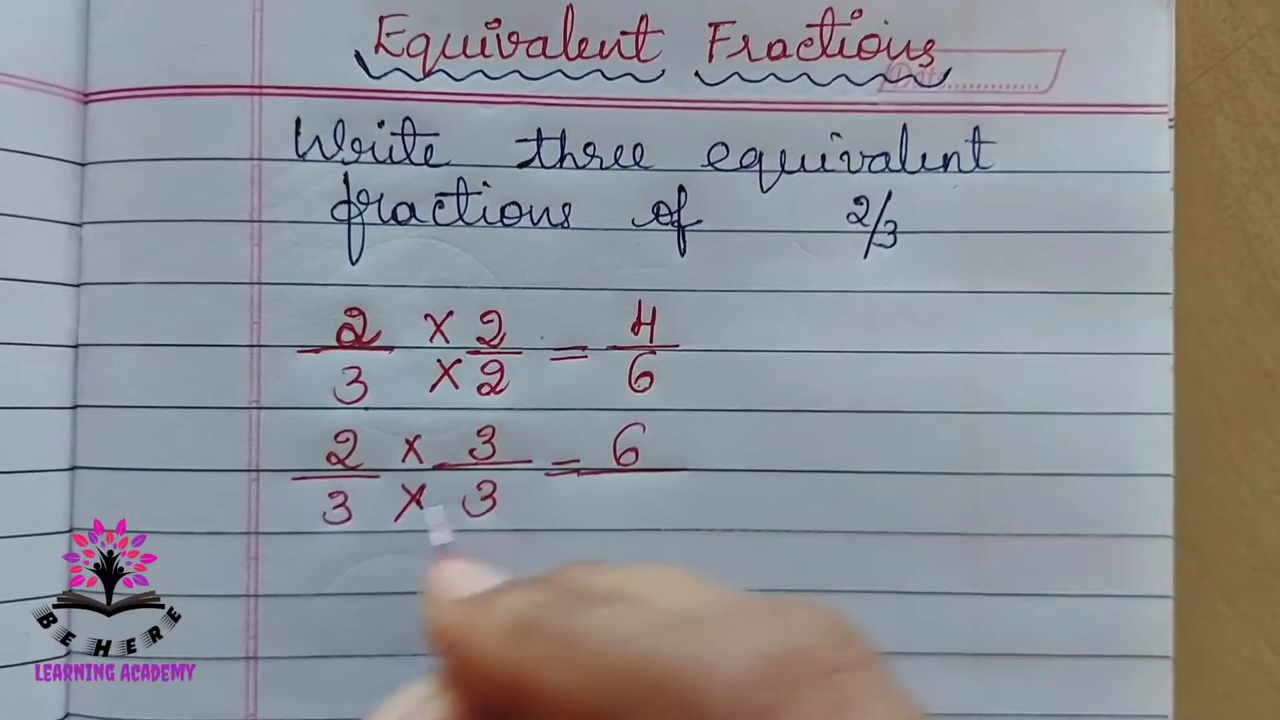 Equivalent Fractions
Write three equivalent
fractions of 2/3
2/3 × 2/× 2 = 4/6
2/3 × 3/× 3 = 6/
BEHERE
LEARNING ACADEMY